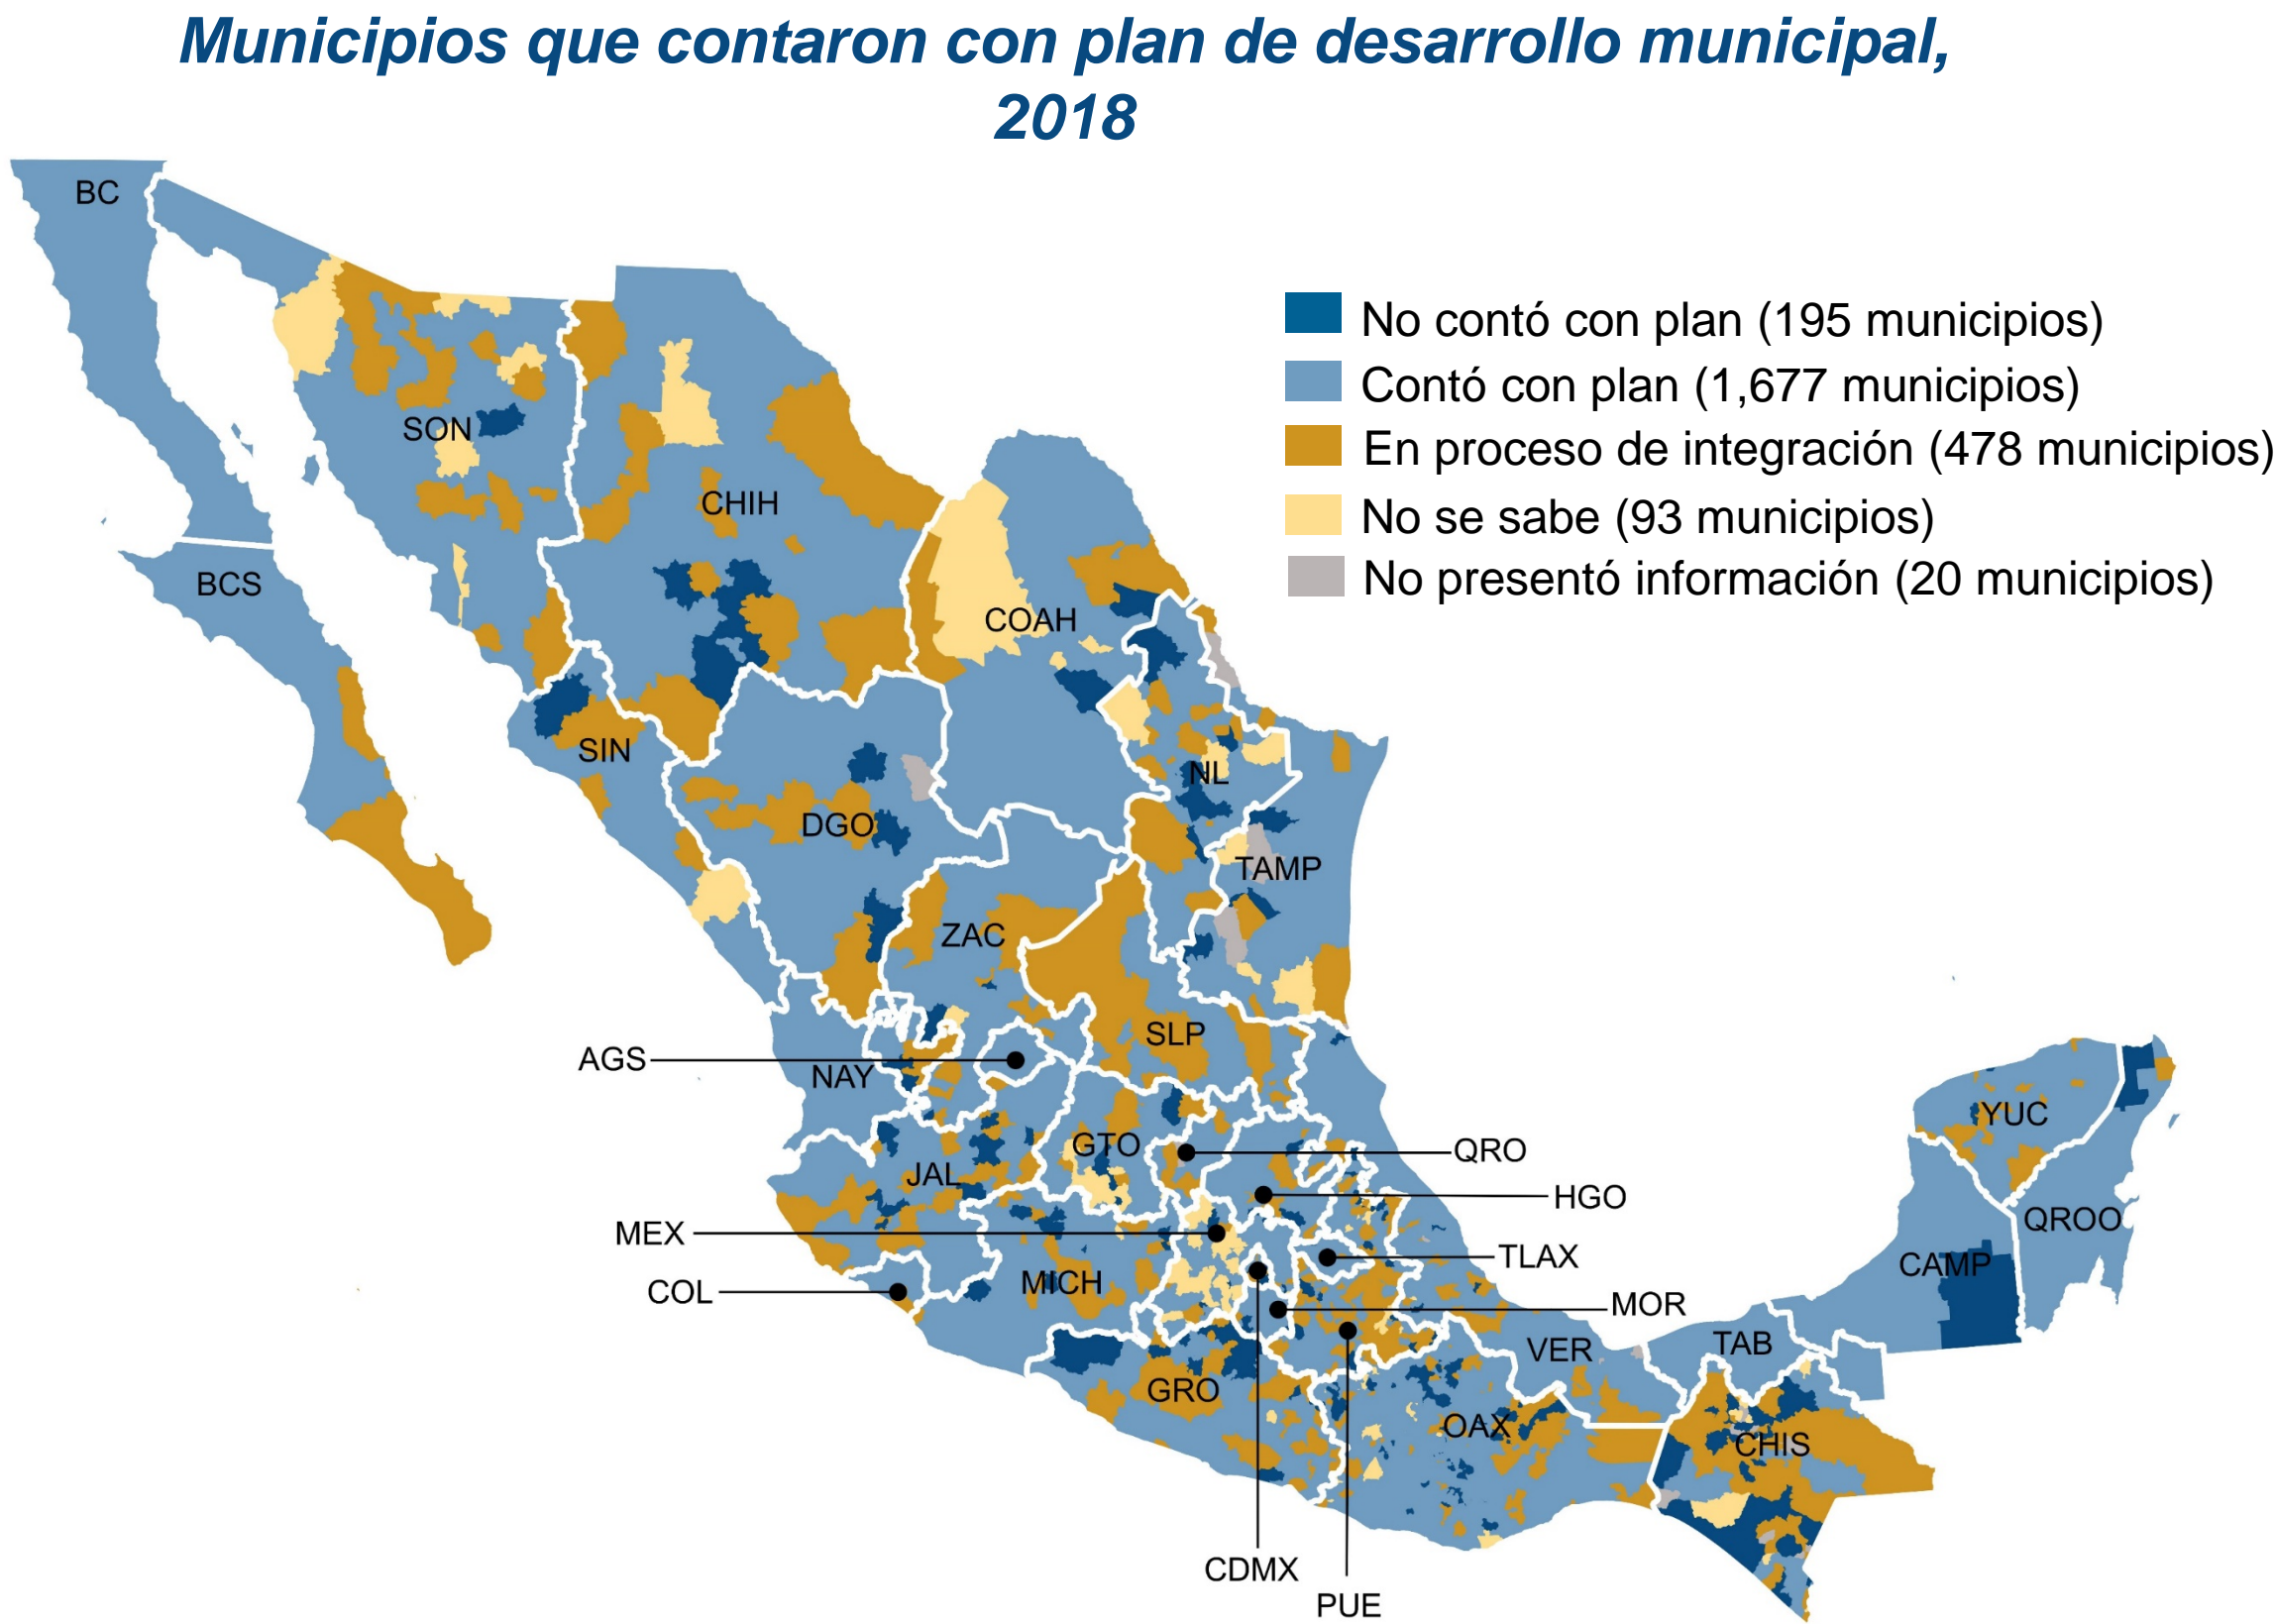 Municipios que contaron con plan de desarrollo municipal,
2018
BC
No contó con plan (195 municipios)
Contó con plan (1,677 municipios)
SON
En proceso de integración (478 municipios)
CHIH
No se sabe (93 municipios)
BCS
No presentó información (20 municipios)
COAH
SIN
NL
DGO
TAMP
ZAC
SLP
AGS
NAY
YUC
GTO
QRO
JAL
HGO
QROO
MEX
TLAX
CAMP
MICH
COL
MOR
TAB
VER
GRO
OAX
CHIS
CDMX
PUE